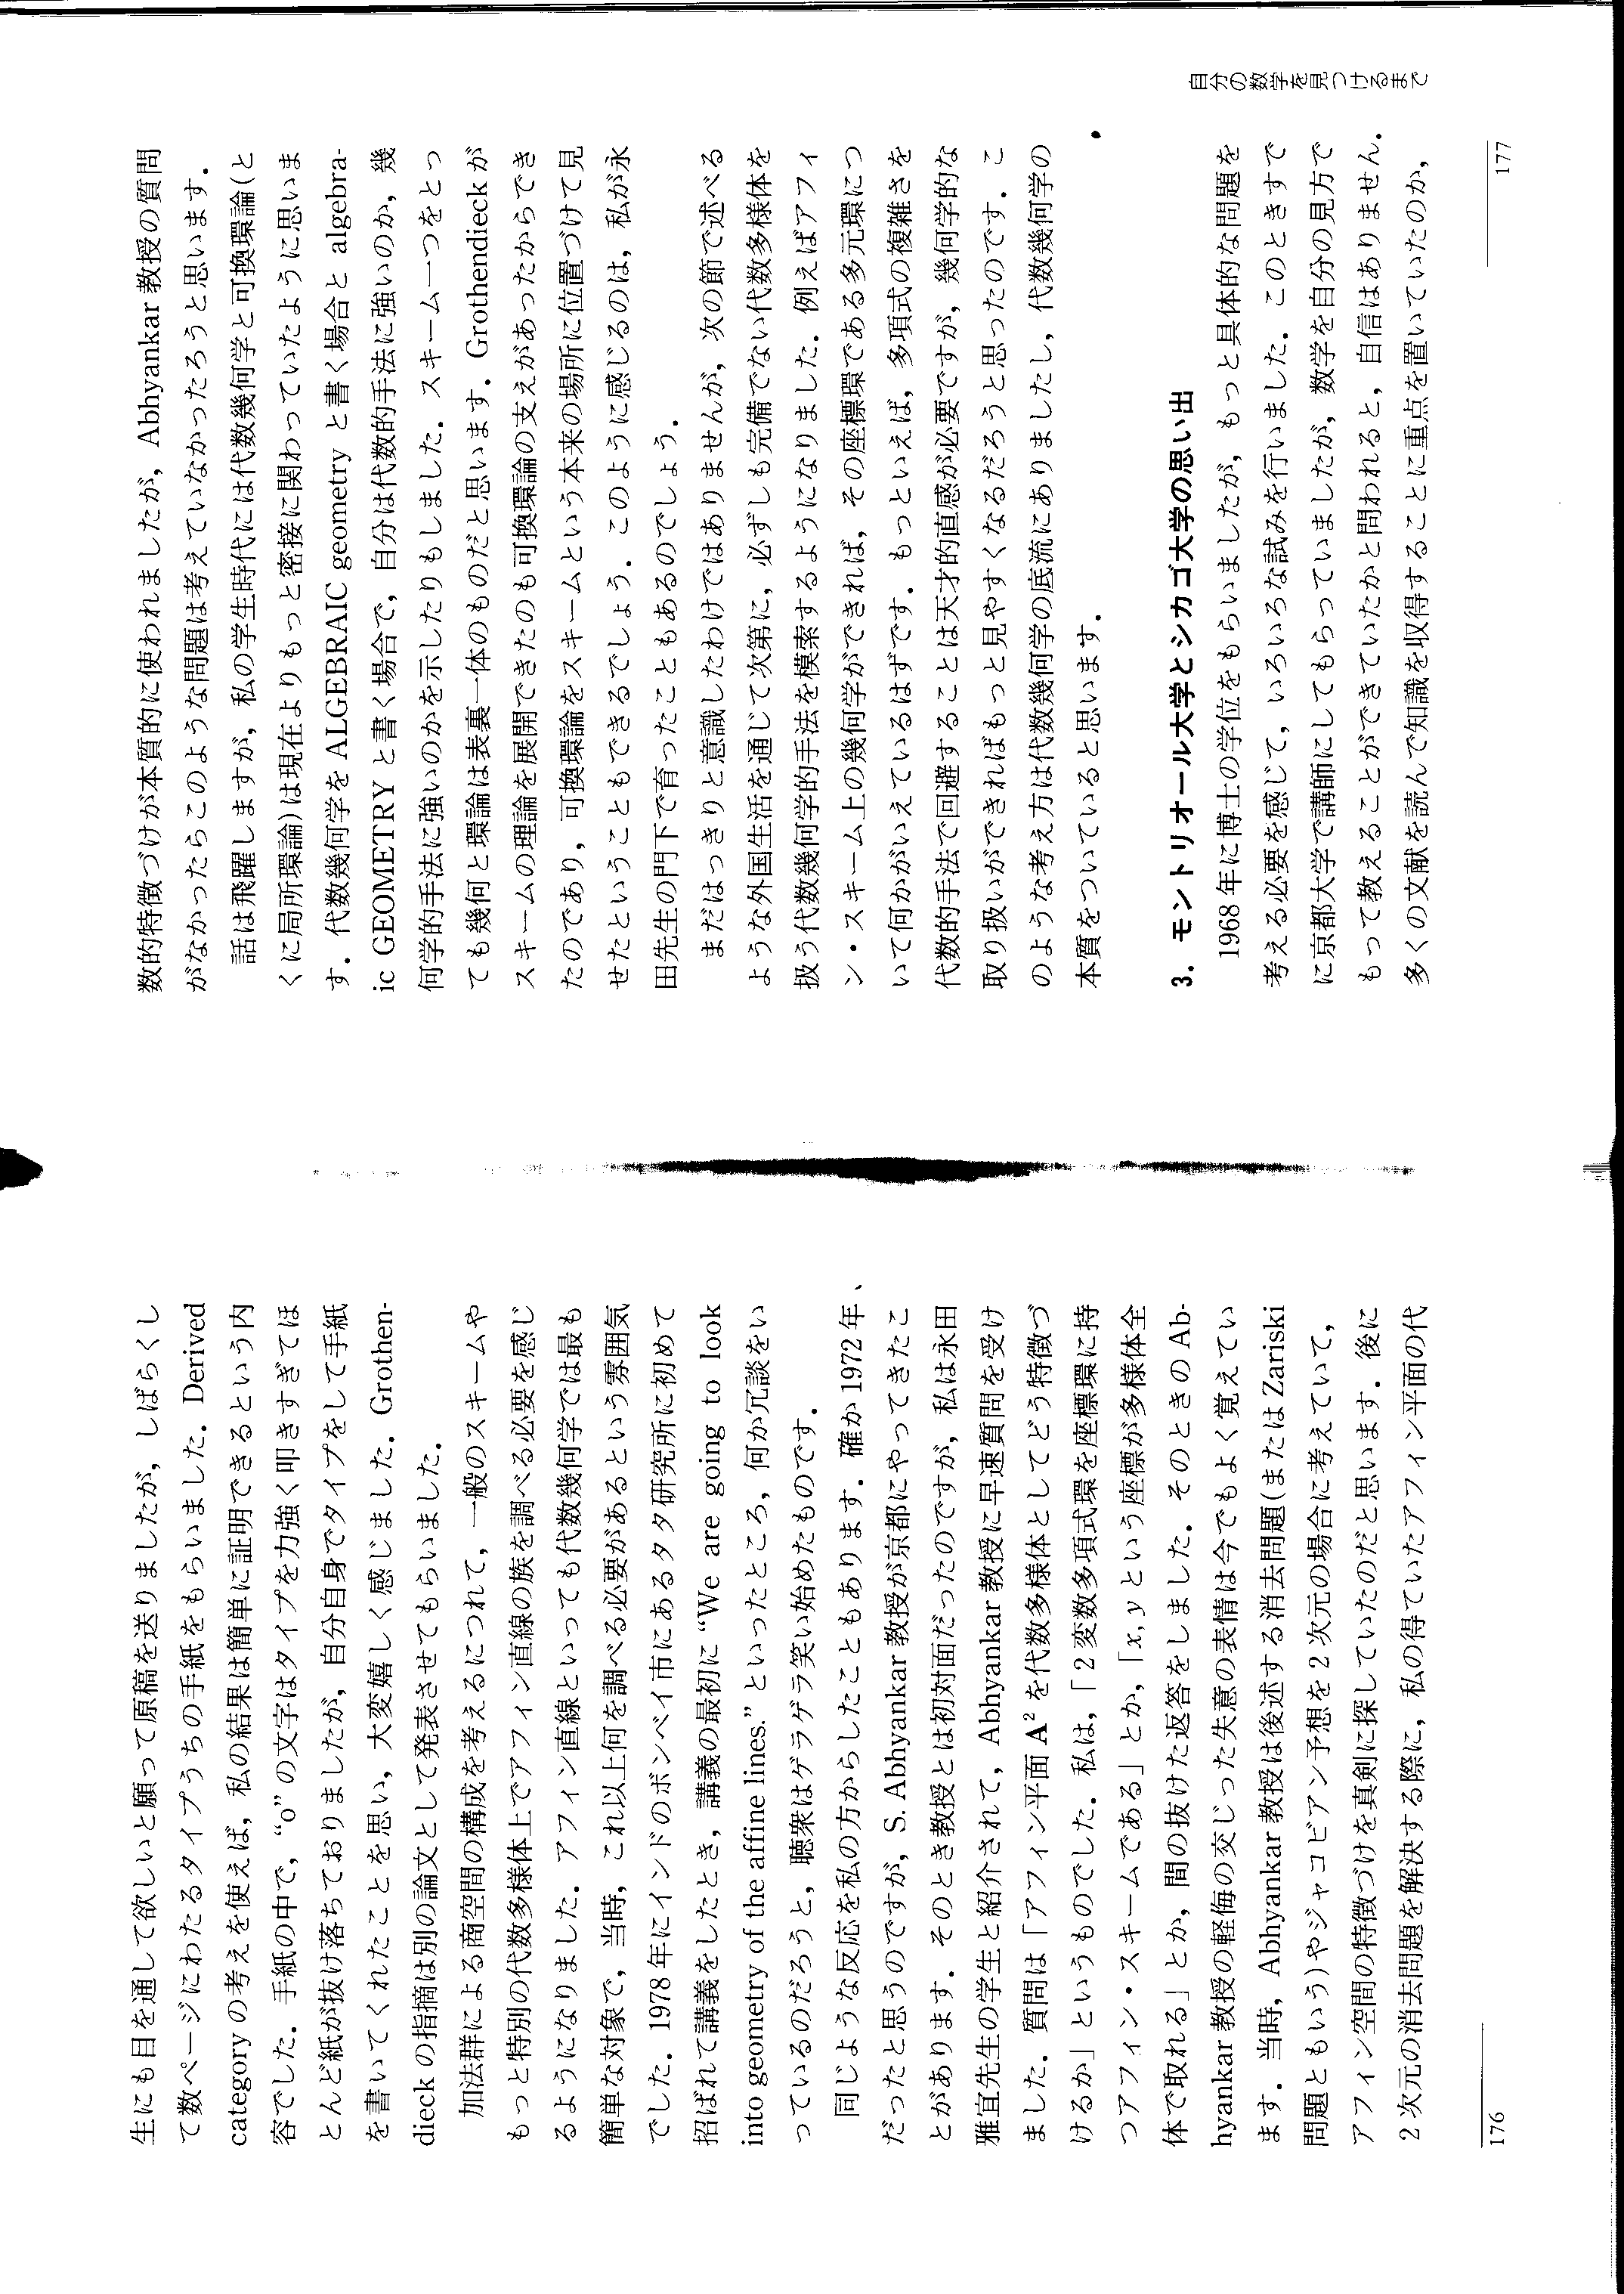 生にも目を通して欲しいと願って原稿を送りましたが，しばらくし
て数ページにわたるタイプうちの手紙をもらいました．Derived
category の考えを使えば，私の結果は簡単に証明できるという内
容でした．手紙の中で，“o”の文字はタイプを力強く叩きすぎてほ
とんど紙が抜け落ちておりましたが，自分自身でタイプをして手紙
を書いてくれたことを思い，大変嬉しく感じました．Grothen-
dieck の指摘は別の論文として発表させてもらいました．
加法群による商空間の構成を考えるにつれて，一般のスキームや
もっと特別の代数多様体上でアフィン直線の族を調べる必要を感じ
るようになりました．アフィン直線といっても代数幾何学では最も
簡単な対象で，当時，これ以上何を調べる必要があるという雰囲気
でした．1978 年にインドのボンベイ市にあるタタ研究所に初めて
招ばれて講義をしたとき，講義の最初に “We are going to look
into geometry of the affine lines.” といったところ，何か冗談をい
っているのだろうと，聴衆はゲラゲラ笑い始めたものです．
同じような反応を私の方からしたこともあります．確か 1972 年、
だったと思うのですが，S. Abhyankar 教授が京都にやってきたこ
とがあります．そのとき教授とは初対面だったのですが，私は永田
雅宜先生の学生と紹介されて，Abhyankar 教授に早速質問を受け
ました．質問は「アフィン平面 A² を代数多様体としてどう特徴づ
けるか」というものでした．私は，「2 変数多項式環を座標環に持
つアフィン・スキームである」とか，「x, y という座標が多様体全
体で取れる」とか，間の抜けた返答をしました．そのときの Ab-
hyankar 教授の軽侮の交じった失意の表情は今でもよく覚えてい
ます．当時，Abhyankar 教授は後述する消去問題(または Zariski
問題ともいう)やジャコビアン予想を 2 次元の場合に考えていて，
アフィン空間の特徴づけを真剣に探していたのだと思います．後に
2 次元の消去問題を解決する際に，私の得ていたアフィン平面の代
176
数的特徴づけが本質的に使われましたが，Abhyankar 教授の質問
がなかったらこのような問題は考えていなかったろうと思います．
話は飛躍しますが，私の学生時代には代数幾何学と可換環論(と
くに局所環論)は現在よりもっと密接に関わっていたように思いま
す．代数幾何学を ALGEBRAIC geometry と書く場合と algebra-
ic GEOMETRY と書く場合で，自分は代数的手法に強いのか，幾
何学的手法に強いのかを示したりもしました．スキーム一つをとっ
ても幾何と環論は表裏一体のものだと思います．Grothendieck が
スキームの理論を展開できたのも可換環論の支えがあったからでき
たのであり，可換環論をスキームという本来の場所に位置づけて見
せたということもできるでしょう．このように感じるのは，私が永
田先生の門下で育ったこともあるのでしょう．
まだはっきりと意識したわけではありませんが，次の節で述べる
ような外国生活を通じて次第に，必ずしも完備でない代数多様体を
扱う代数幾何学的手法を模索するようになりました．例えばアフィ
ン・スキーム上の幾何学ができれば，その座標環である多元環につ
いて何かがいえているはずです．もっといえば，多項式の複雑さを
代数的手法で回避することは天才的直感が必要ですが，幾何学的な
取り扱いができればもっと見やすくなるだろうと思ったのです．こ
のような考え方は代数幾何学の底流にありましたし，代数幾何学の
本質をついていると思います．
3. モントリオール大学とシカゴ大学の思い出
1968 年に博士の学位をもらいましたが，もっと具体的な問題を
考える必要を感じて，いろいろな試みを行いました．このときすで
に京都大学で講師にしてもらっていましたが，数学を自分の見方で
もって教えることができていたかと問われると，自信はありません．
多くの文献を読んで知識を収得することに重点を置いていたのか，
自分の数学を見つけるまで
177